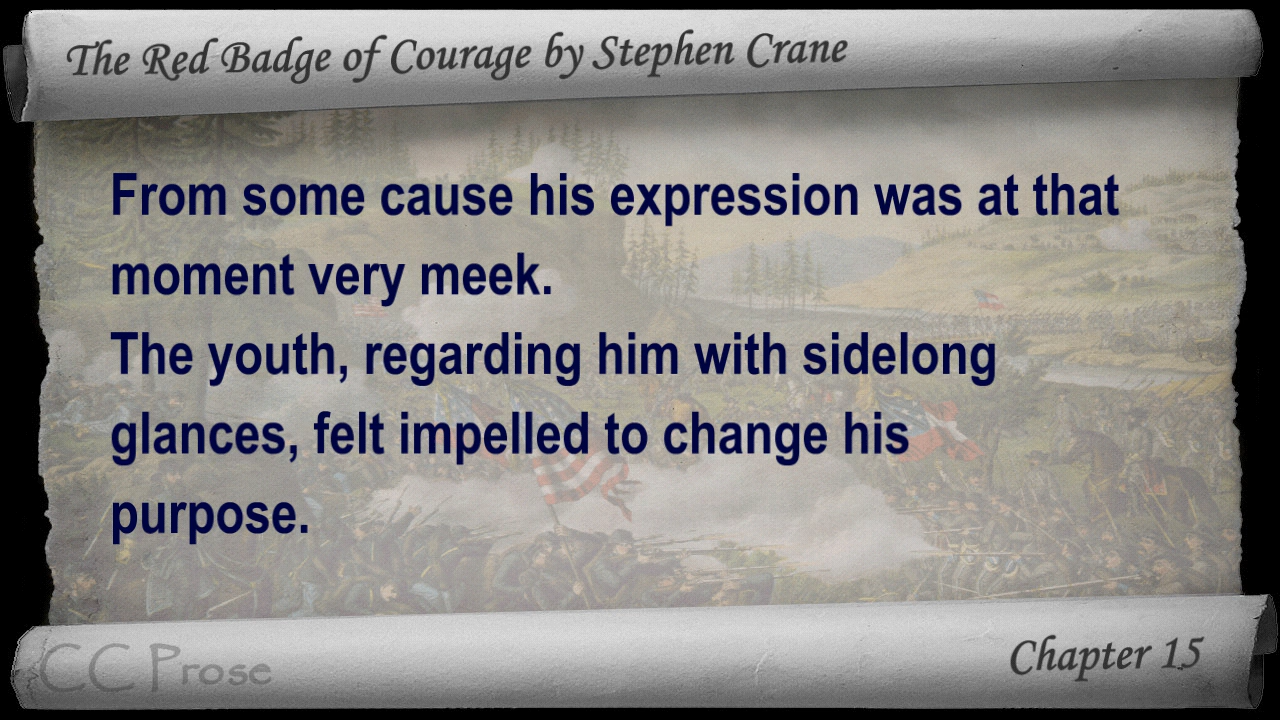 The Red Badge of Courage by Stephen Crane
From some cause his expression was at that
moment very meek.
The youth, regarding him with sidelong
glances, felt impelled to change his
purpose.
CC Prose
Chapter 15